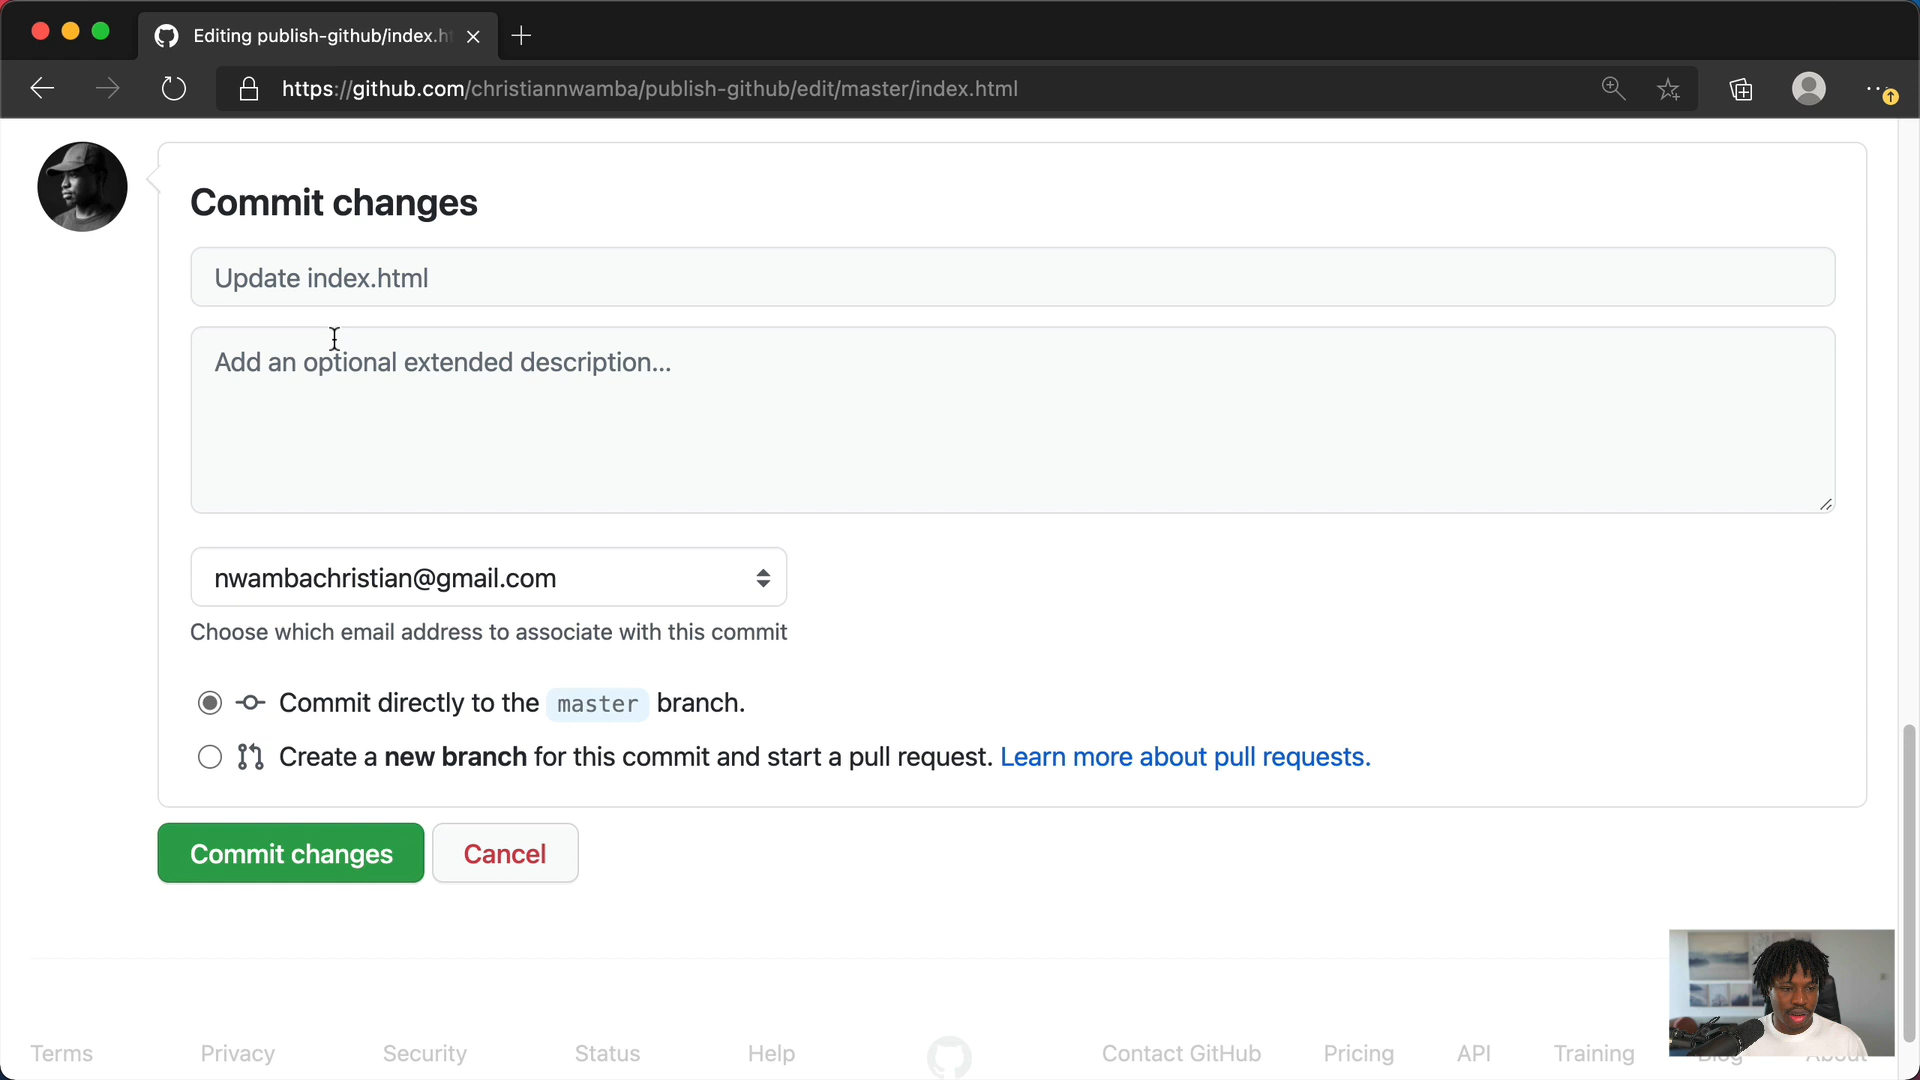 Editing publish-github/index.ht
https://github.com/christiannwamba/publish-github/edit/master/index.html
Commit changes
Update index.html
Add an optional extended description...
nwambachristian@gmail.com
Choose which email address to associate with this commit
Commit directly to the master branch.
Create a new branch for this commit and start a pull request. Learn more about pull requests.
Commit changes Cancel
Terms Privacy Security Status Help Contact GitHub Pricing API Training Blog About